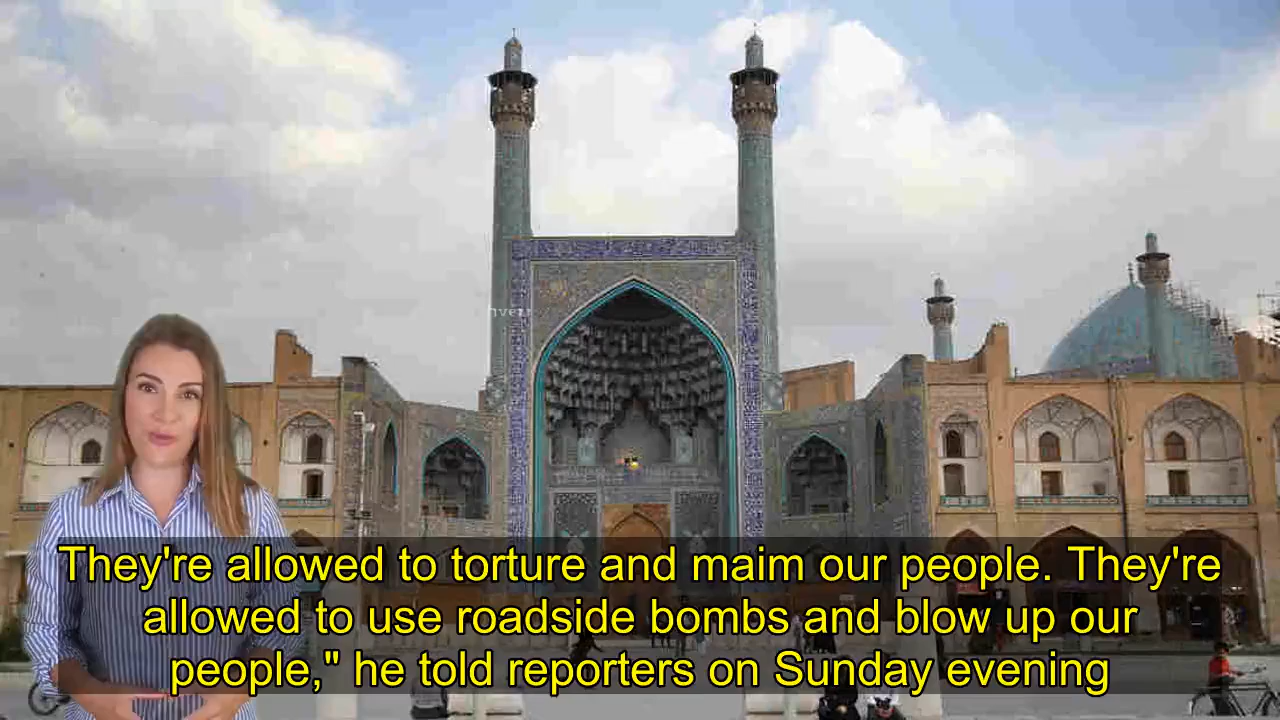 They're allowed to torture and maim our people. They're
allowed to use roadside bombs and blow up our
people," he told reporters on Sunday evening